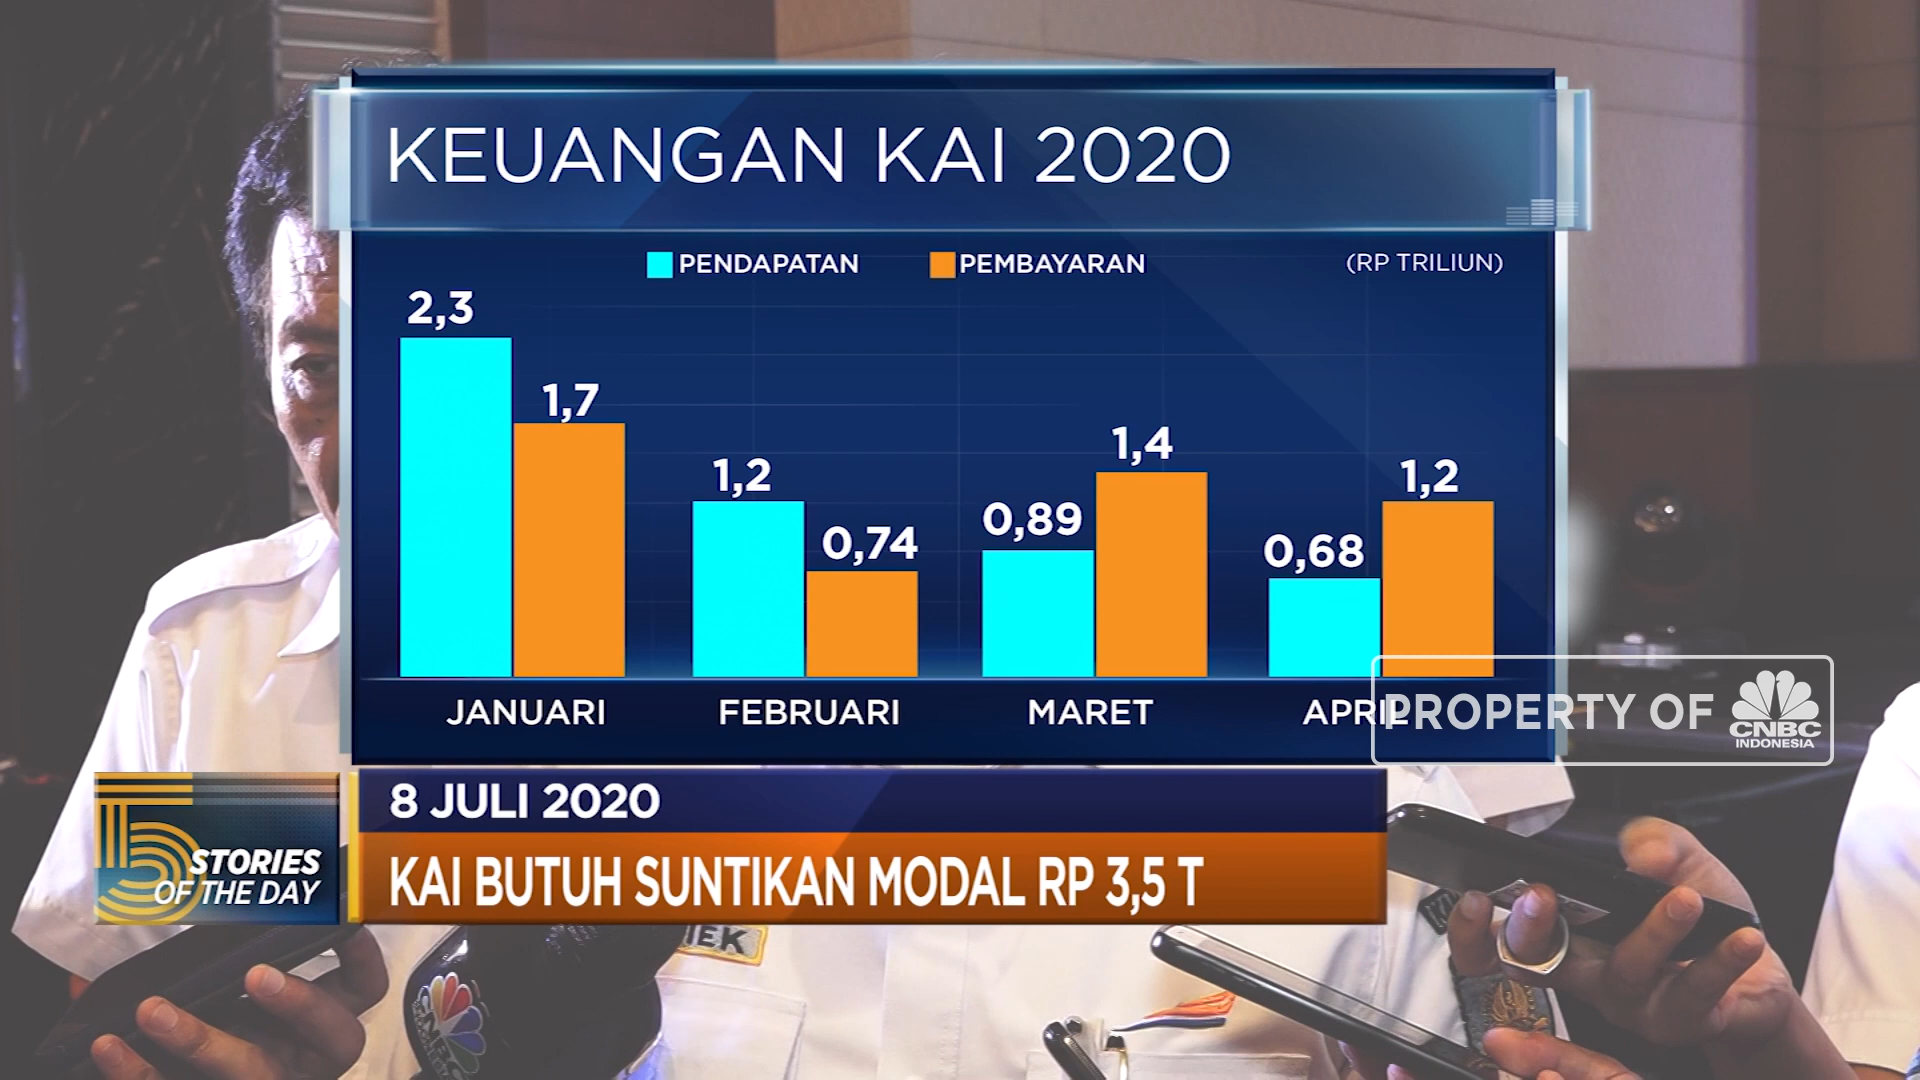 KEUANGAN KAI 2020
PENDAPATAN PEMBAYARAN (RP TRILIUN)
2,3 1,7 1,2 0,74 0,89 1,4 0,68 1,2
JANUARI FEBRUARI MARET APRIL
PROPERTY OF CNBC
INDONESIA
8 JULI 2020
KAI BUTUH SUNTIKAN MODAL RP 3,5 T
5 STORIES
OF THE DAY
CNBC